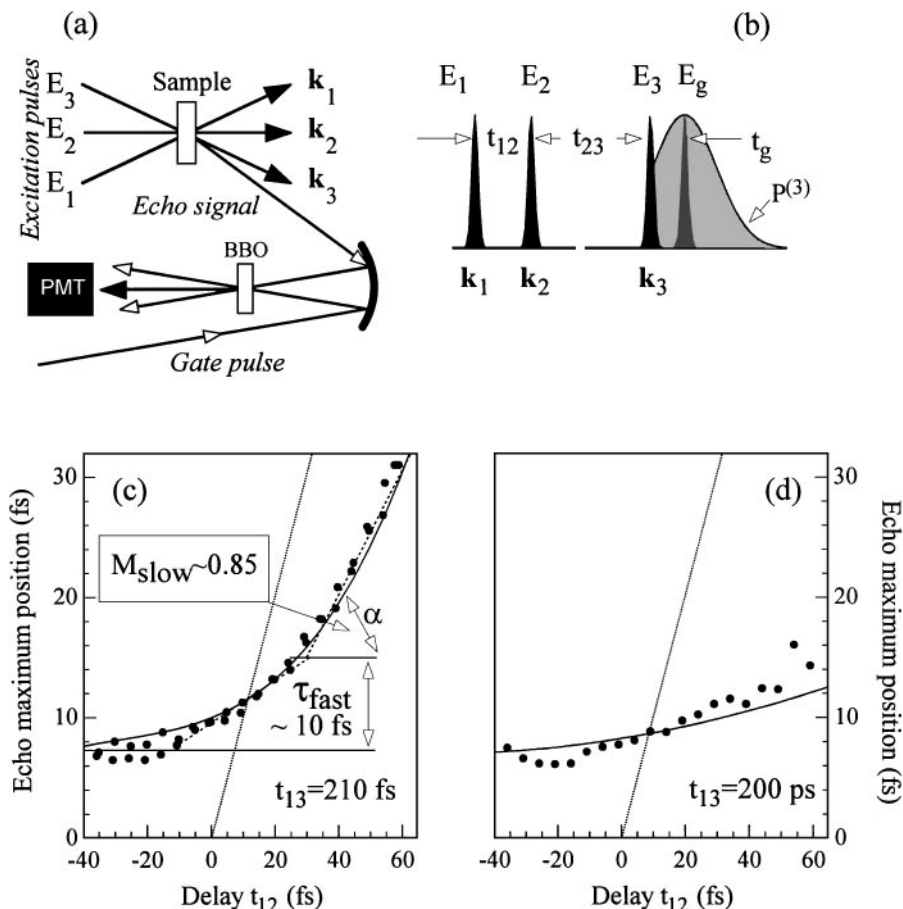 (a)
Excitation pulses
E3
E2
E1
Sample
k1
k2
k3
Echo signal
BBO
PMT
Gate pulse
(b)
E1 E2 E3 Eg
t12 t23 tg
P(3)
k1 k2 k3
(c)
Echo maximum position (fs)
30
20
10
0
Mslow~0.85
α
τfast
~ 10 fs
t13=210 fs
-40 -20 0 20 40 60
Delay t12 (fs)
(d)
t13=200 ps
-40 -20 0 20 40 60
Delay t12 (fs)
30
20
10
0
Echo maximum position (fs)